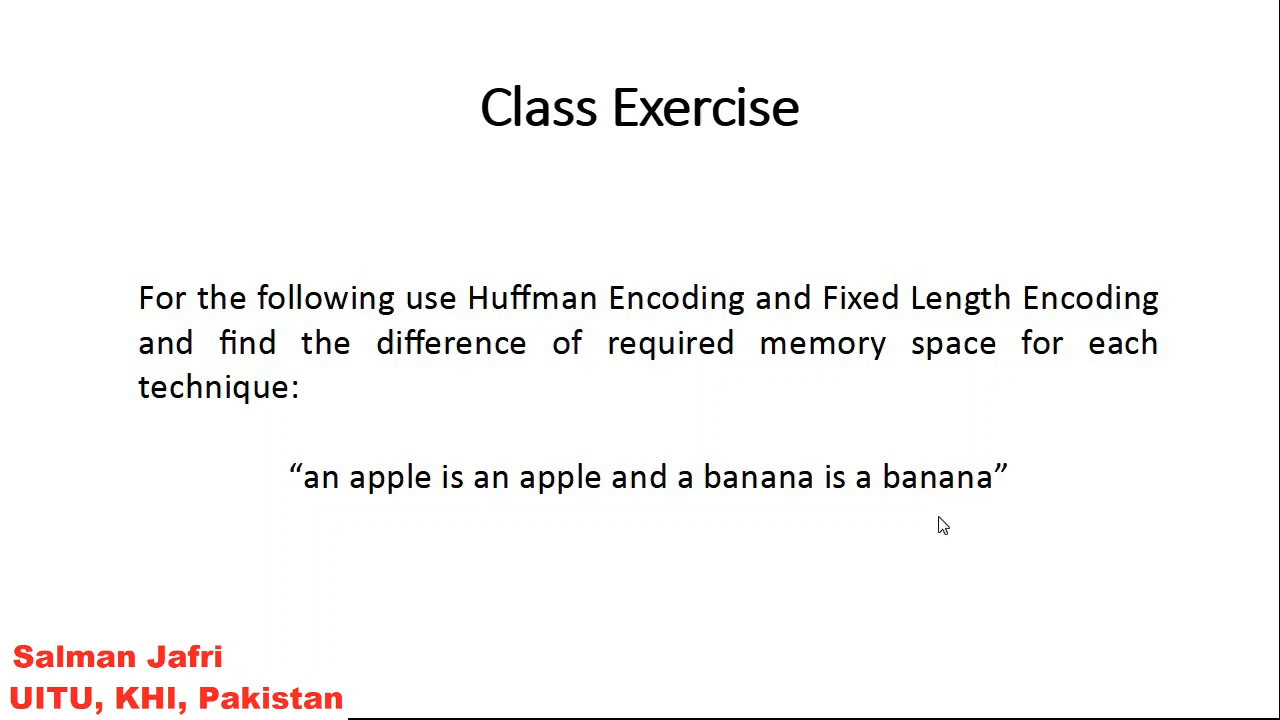 Class Exercise
For the following use Huffman Encoding and Fixed Length Encoding
and find the difference of required memory space for each
technique:
“an apple is an apple and a banana is a banana”
Salman Jafri
UITU, KHI, Pakistan